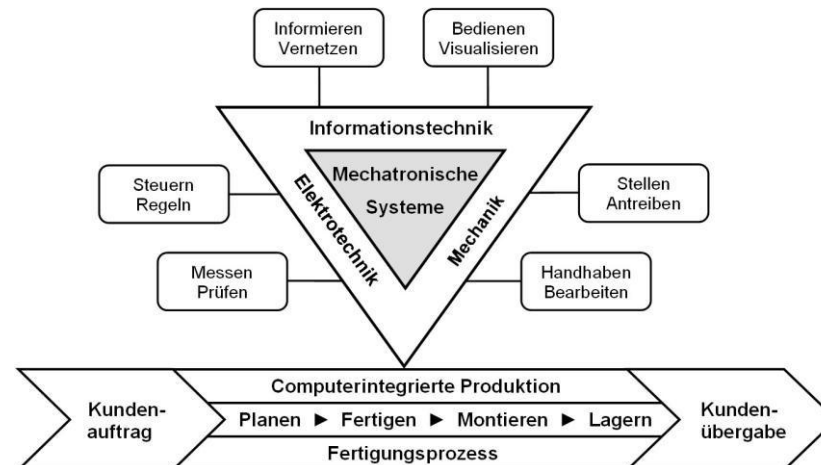 Informieren
Vernetzen
Bedienen
Visualisieren
Informationstechnik
Mechatronische
Systeme
Elektrotechnik
Mechanik
Steuern
Regeln
Stellen
Antreiben
Messen
Prüfen
Handhaben
Bearbeiten
Kunden-
auftrag
Computerintegrierte Produktion
Planen ► Fertigen ► Montieren ► Lagern
Fertigungsprozess
Kunden-
übergabe